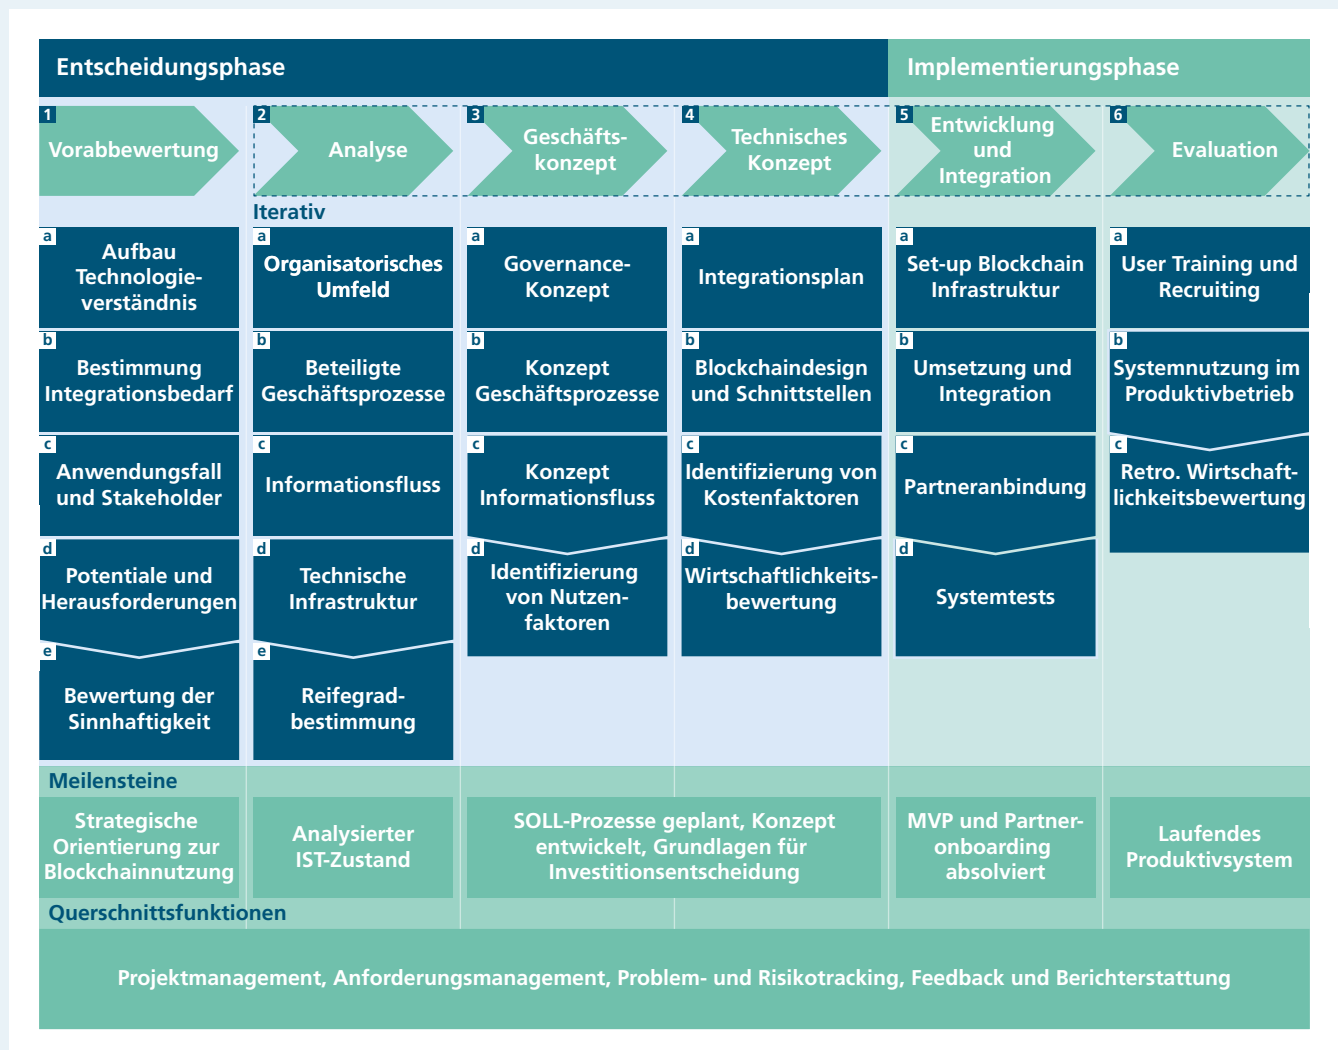 Entscheidungsphase
Implementierungsphase
1
Vorabbewertung
2
Analyse
3
Geschäfts-
konzept
4
Technisches
Konzept
5
Entwicklung
und
Integration
6
Evaluation
Iterativ
a
Aufbau
Technologie-
verständnis
b
Bestimmung
Integrationsbedarf
c
Anwendungsfall
und Stakeholder
d
Potentiale und
Herausforderungen
e
Bewertung der
Sinnhaftigkeit
a
Organisatorisches
Umfeld
b
Beteiligte
Geschäftsprozesse
c
Informationsfluss
d
Technische
Infrastruktur
e
Reifegrad-
bestimmung
a
Governance-
Konzept
b
Konzept
Geschäftsprozesse
c
Konzept
Informationsfluss
d
Identifizierung
von Nutzen-
faktoren
a
Integrationsplan
b
Blockchaindesign
und Schnittstellen
c
Identifizierung von
Kostenfaktoren
d
Wirtschaftlichkeits-
bewertung
a
Set-up Blockchain
Infrastruktur
b
Umsetzung und
Integration
c
Partneranbindung
d
Systemtests
a
User Training und
Recruiting
b
Systemnutzung im
Produktivbetrieb
c
Retro. Wirtschaft-
lichkeitsbewertung
Meilensteine
Strategische
Orientierung zur
Blockchainnutzung
Analysierter
IST-Zustand
SOLL-Prozesse geplant, Konzept
entwickelt, Grundlagen für
Investitionsentscheidung
MVP und Partner-
onboarding
absolviert
Laufendes
Produktivsystem
Querschnittsfunktionen
Projektmanagement, Anforderungsmanagement, Problem- und Risikotracking, Feedback und Berichterstattung